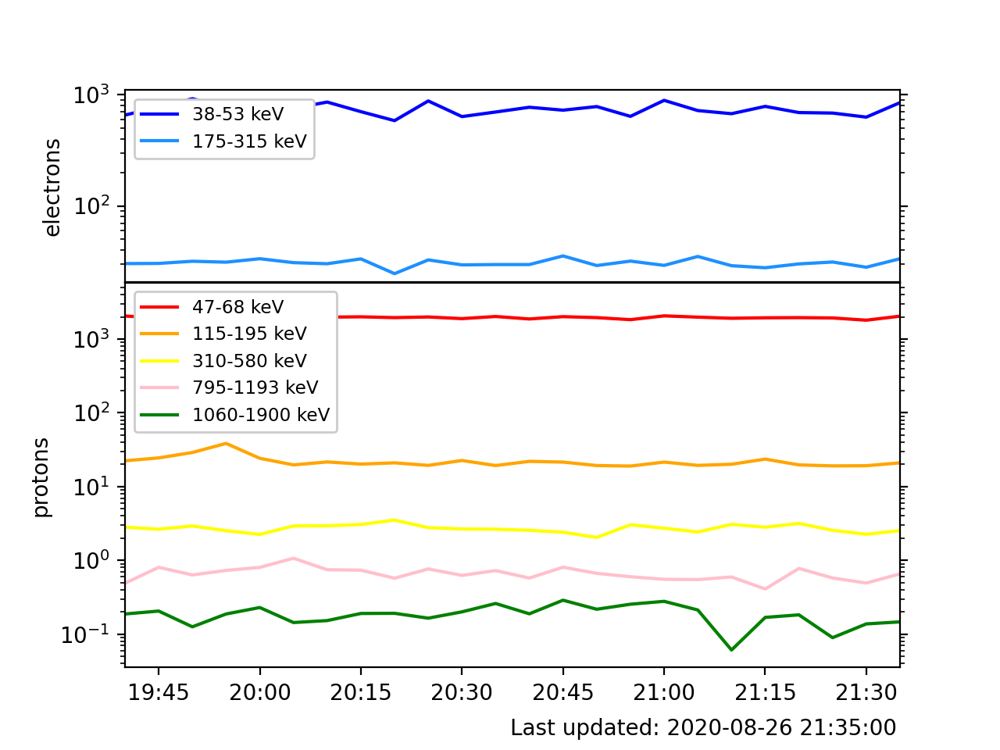 electrons
10³
10²
38-53 keV
175-315 keV
protons
10³
10²
10¹
10⁰
10⁻¹
47-68 keV
115-195 keV
310-580 keV
795-1193 keV
1060-1900 keV
19:45 20:00 20:15 20:30 20:45 21:00 21:15 21:30
Last updated: 2020-08-26 21:35:00